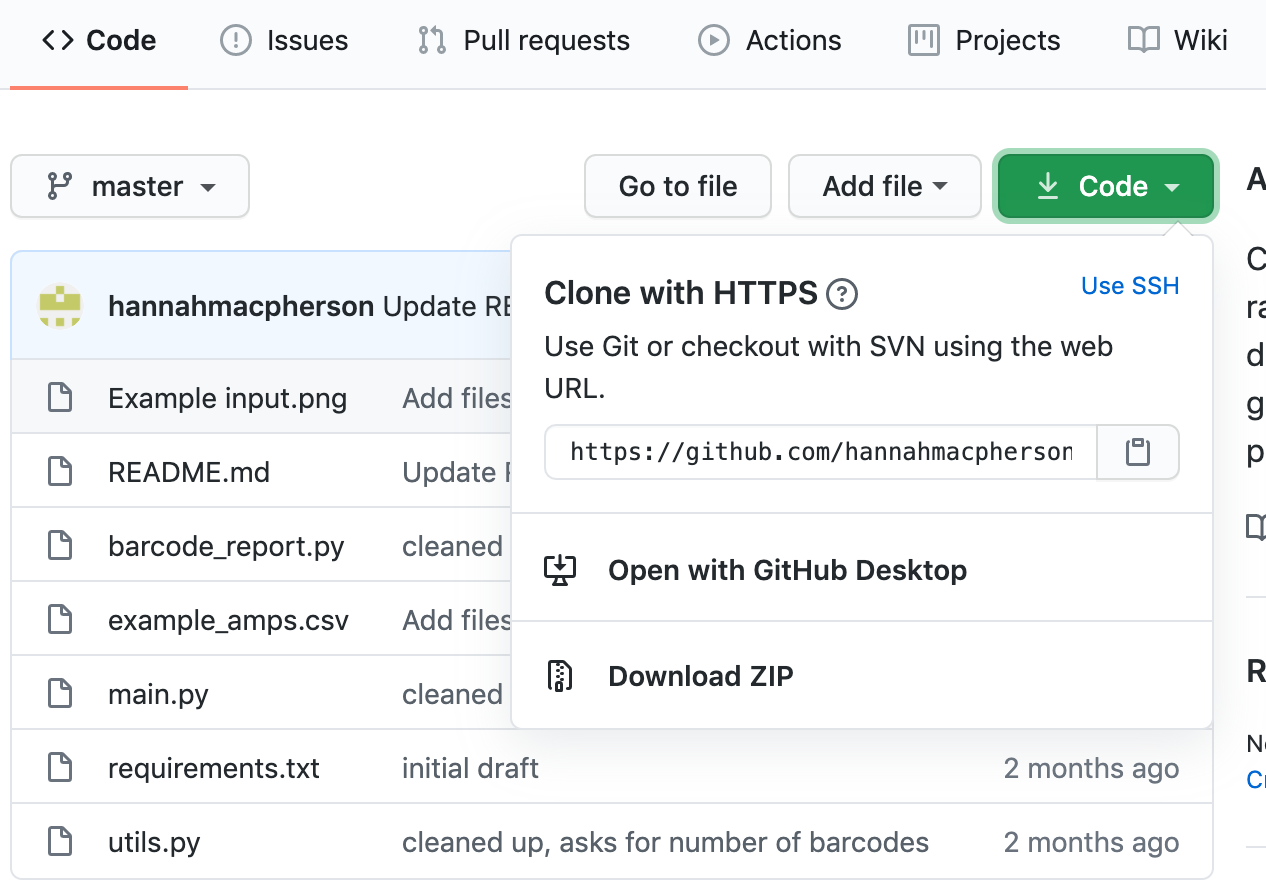 Code Issues Pull requests Actions Projects Wiki
master Go to file Add file Code
hannahmacpherson Update RE
Clone with HTTPS ? Use SSH
Use Git or checkout with SVN using the web
URL.
https://github.com/hannahmacpherson
Open with GitHub Desktop
Download ZIP
Example input.png Add files
README.md Update
barcode_report.py cleaned
example_amps.csv Add files
main.py cleaned
requirements.txt initial draft 2 months ago
utils.py cleaned up, asks for number of barcodes 2 months ago